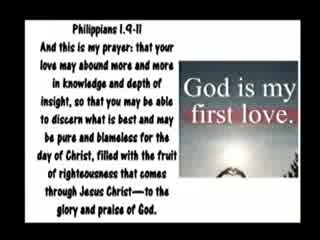 Philippians 1.9-11
And this is my prayer: that your
love may abound more and more
in knowledge and depth of
insight, so that you may be able
to discern what is best and may
be pure and blameless for the
day of Christ, filled with the fruit
of righteousness that comes
through Jesus Christ—to the
glory and praise of God.
God is my
first love.